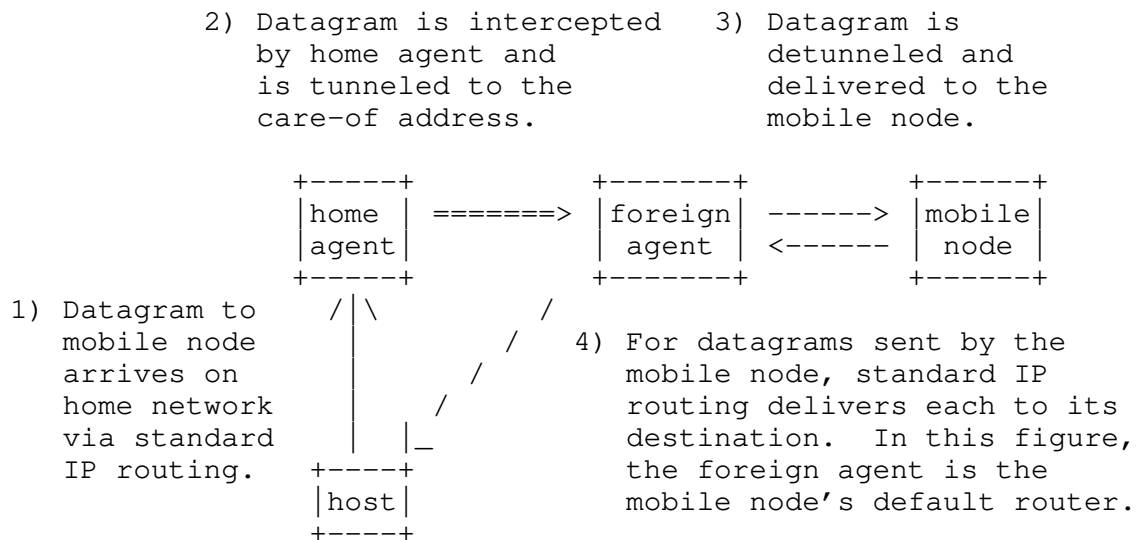 2) Datagram is intercepted   3) Datagram is
by home agent and   detunneled and
is tunneled to the   delivered to the
care-of address.   mobile node.
+-----+   +-------+   +------+
|home | =======> |foreign| ------> |mobile|
|agent|   | agent | <------ | node |
+-----+   +-------+   +------+
1) Datagram to   /|\   /
mobile node   |   /   4) For datagrams sent by the
arrives on   |   /   mobile node, standard IP
home network   |   /   routing delivers each to its
via standard   |   |_   destination.  In this figure,
IP routing.   +----+   the foreign agent is the
|host|   mobile node's default router.
+----+